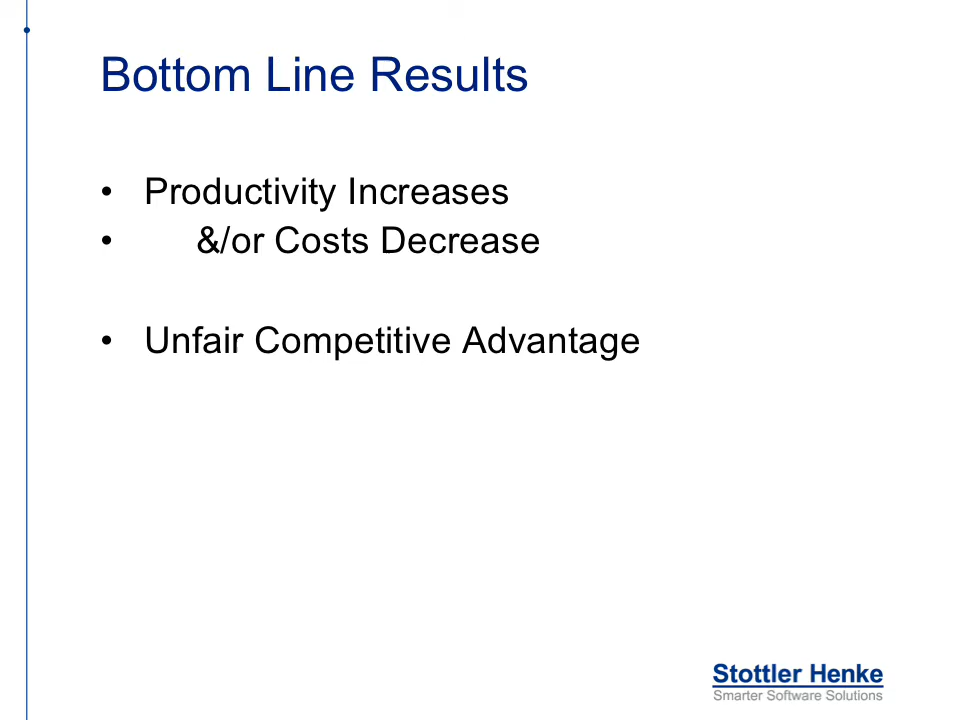 Bottom Line Results
• Productivity Increases
• &/or Costs Decrease
• Unfair Competitive Advantage
Stottler Henke
Smarter Software Solutions